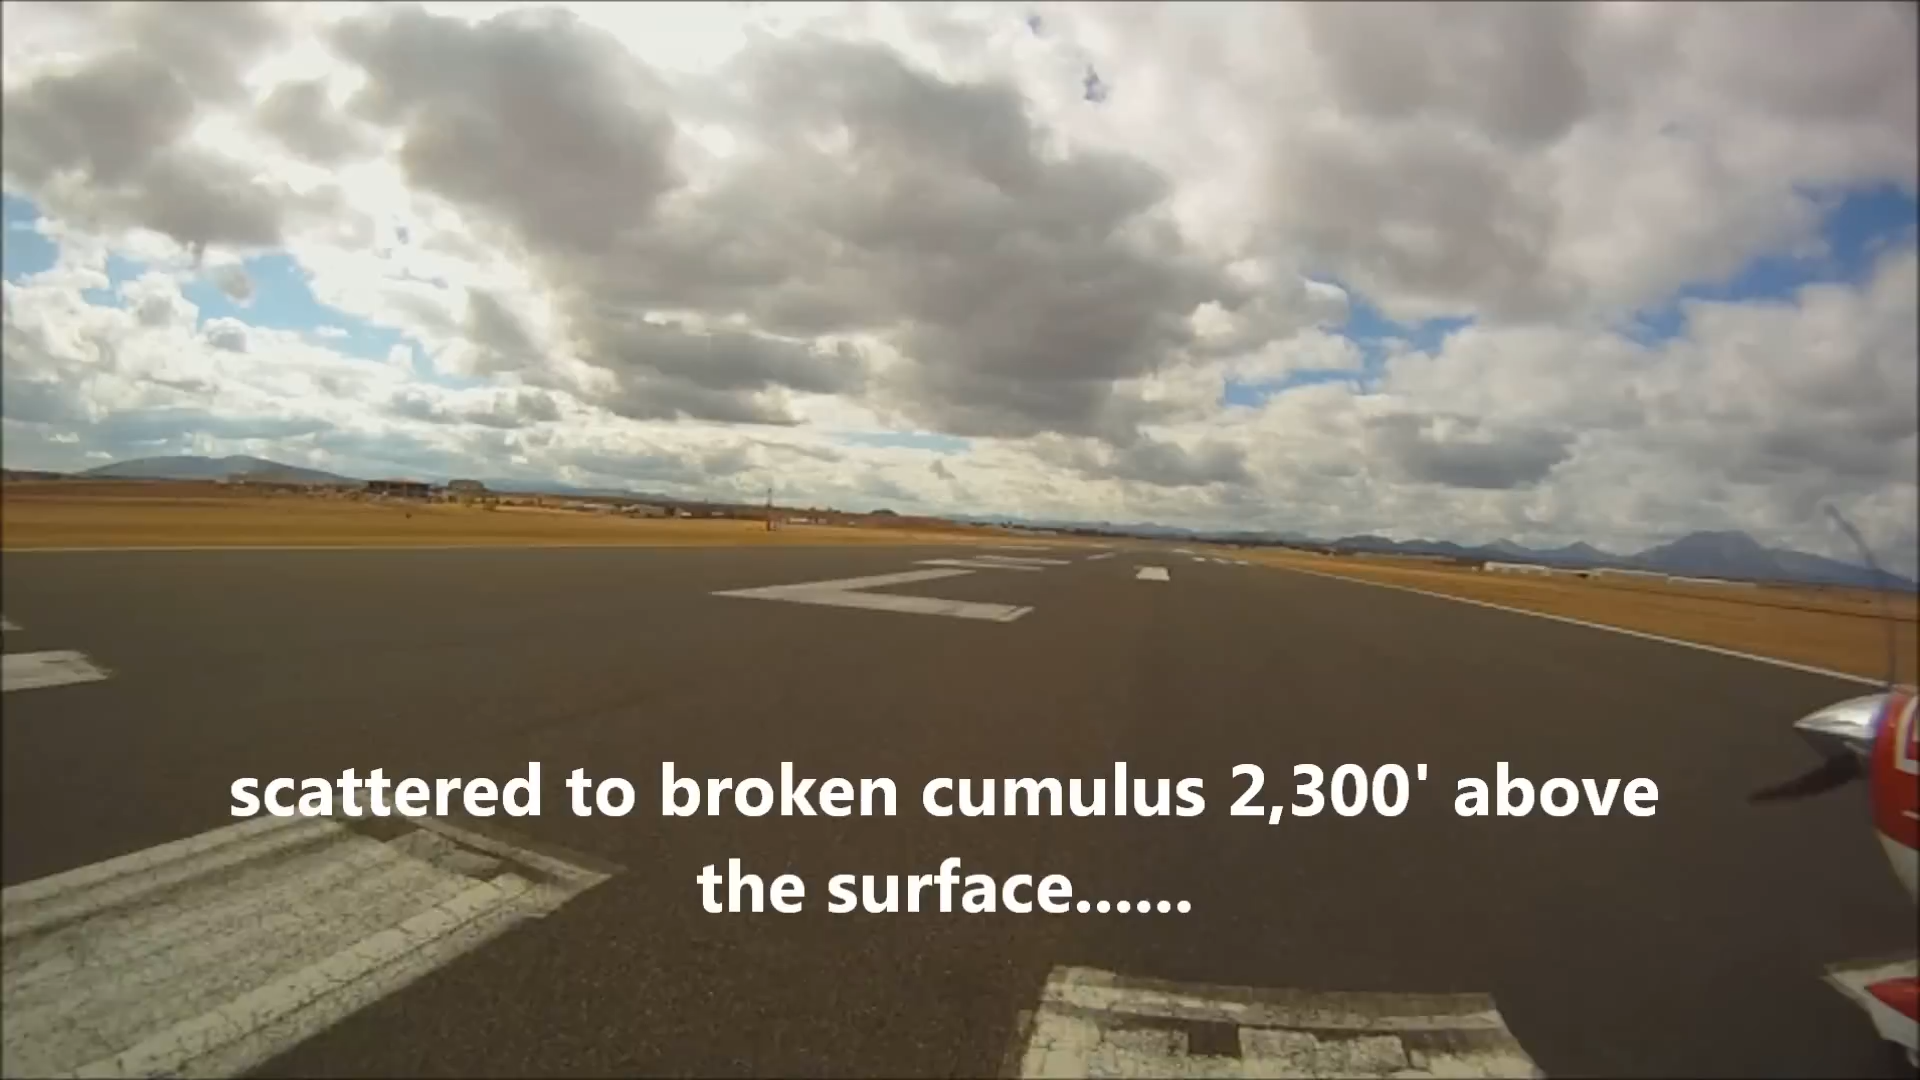 scattered to broken cumulus 2,300' above
the surface......